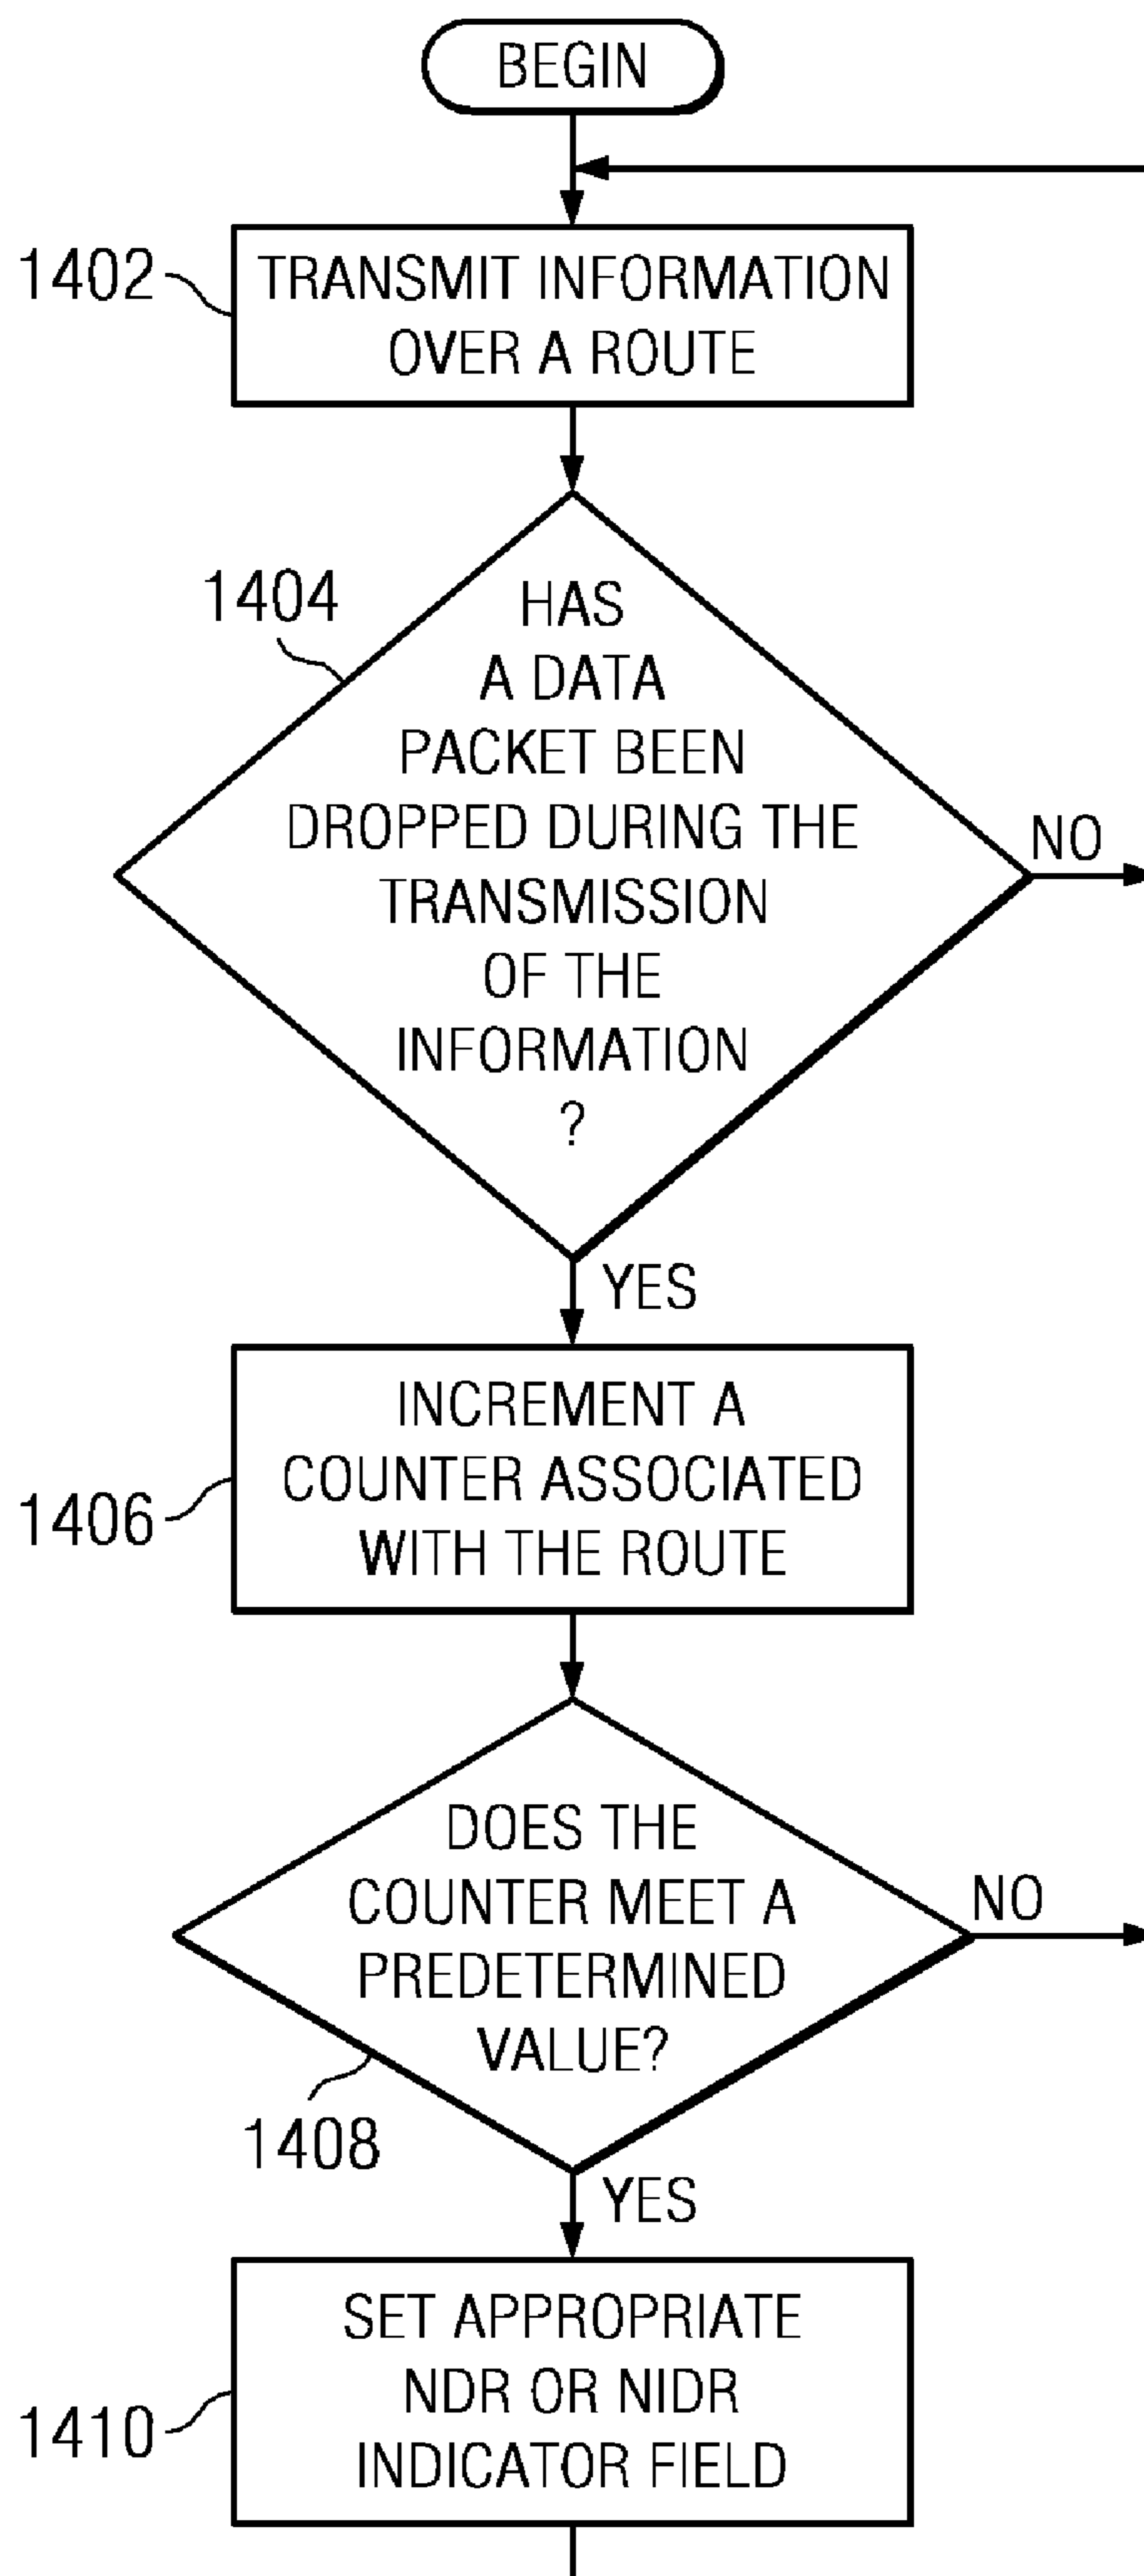 BEGIN
1402
TRANSMIT INFORMATION
OVER A ROUTE
1404
HAS
A DATA
PACKET BEEN
DROPPED DURING THE
TRANSMISSION
OF THE
INFORMATION
?
NO
YES
1406
INCREMENT A
COUNTER ASSOCIATED
WITH THE ROUTE
DOES THE
COUNTER MEET A
PREDETERMINED
VALUE?
NO
1408
YES
1410
SET APPROPRIATE
NDR OR NIDR
INDICATOR FIELD